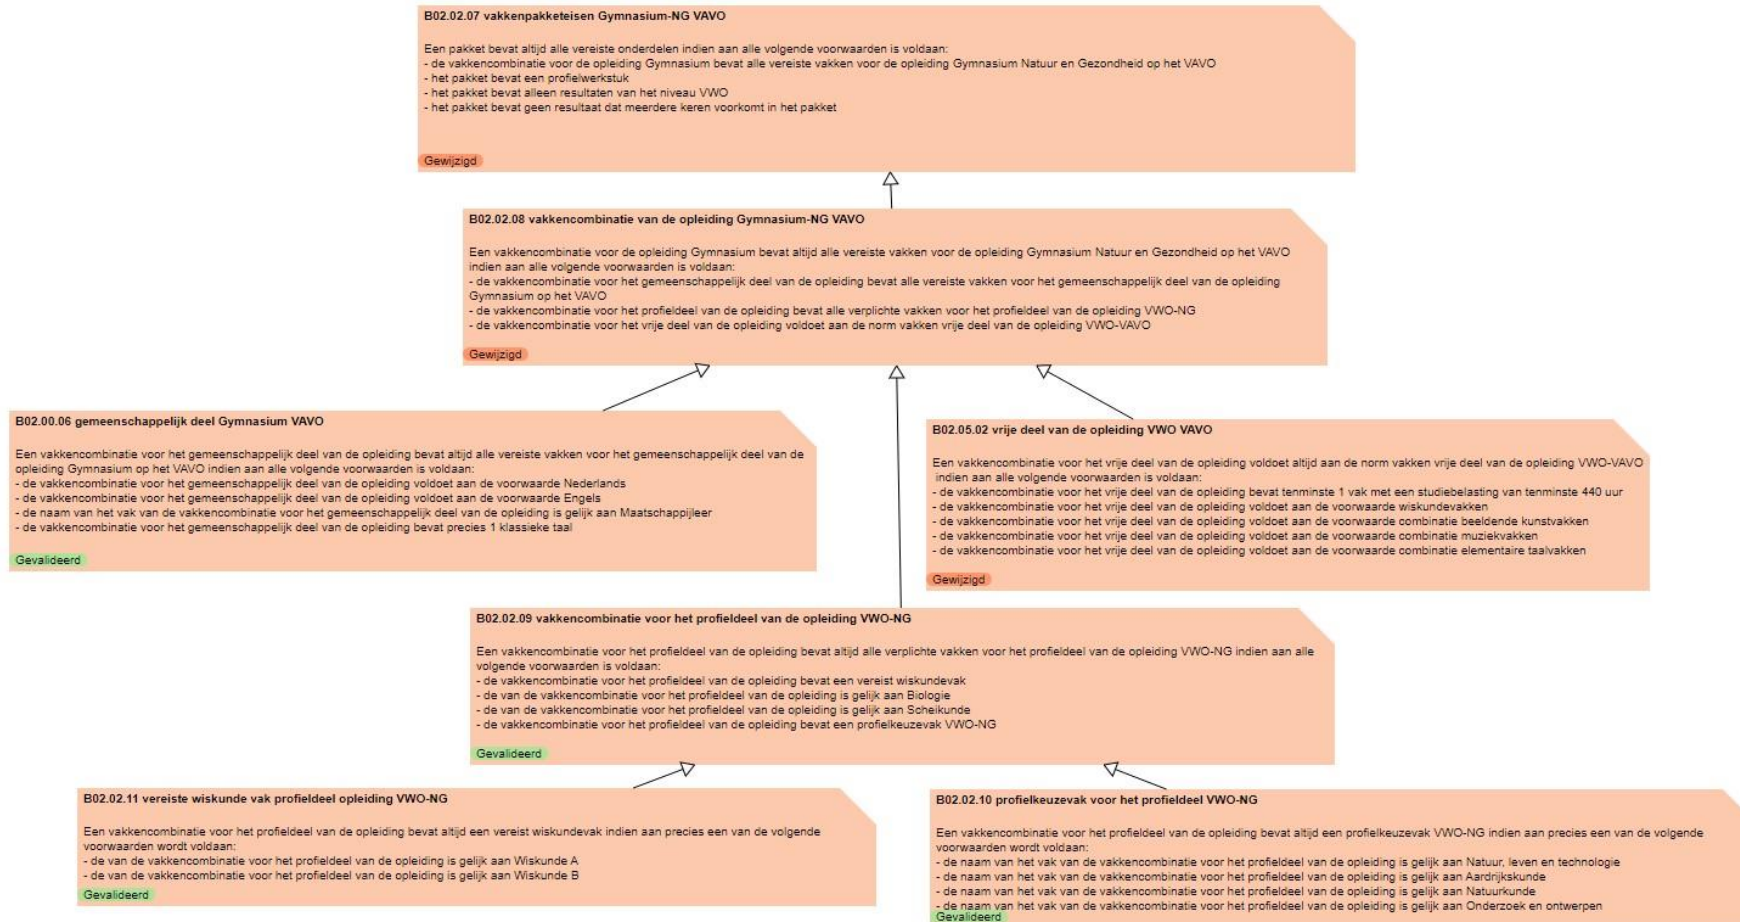 B02.02.07 vakkenpakketeisen Gymnasium-NG VAVO
Een pakket bevat altijd alle vereiste onderdelen indien aan alle volgende voorwaarden is voldaan:
- de vakkencombinatie voor de opleiding Gymnasium bevat alle vereiste vakken voor de opleiding Gymnasium Natuur en Gezondheid op het VAVO
- het pakket bevat een profielwerkstuk
- het pakket bevat alleen resultaten van het niveau VWO
- het pakket bevat geen resultaat dat meerdere keren voorkomt in het pakket
Gewijzigd
B02.02.08 vakkencombinatie van de opleiding Gymnasium-NG VAVO
Een vakkencombinatie voor de opleiding Gymnasium bevat altijd alle vereiste vakken voor de opleiding Gymnasium Natuur en Gezondheid op het VAVO
indien aan alle volgende voorwaarden is voldaan:
- de vakkencombinatie voor het gemeenschappelijk deel van de opleiding bevat alle vereiste vakken voor het gemeenschappelijk deel van de opleiding
Gymnasium op het VAVO
- de vakkencombinatie voor het profieldeel van de opleiding bevat alle verplichte vakken voor het profieldeel van de opleiding VWO-NG
- de vakkencombinatie voor het vrije deel van de opleiding voldoet aan de norm vakken vrije deel van de opleiding VWO-VAVO
Gewijzigd
B02.00.06 gemeenschappelijk deel Gymnasium VAVO
Een vakkencombinatie voor het gemeenschappelijk deel van de opleiding bevat altijd alle vereiste vakken voor het gemeenschappelijk deel van de
opleiding Gymnasium op het VAVO indien aan alle volgende voorwaarden is voldaan:
- de vakkencombinatie voor het gemeenschappelijk deel van de opleiding voldoet aan de voorwaarde Nederlands
- de vakkencombinatie voor het gemeenschappelijk deel van de opleiding voldoet aan de voorwaarde Engels
- de naam van het vak van de vakkencombinatie voor het gemeenschappelijk deel van de opleiding is gelijk aan Maatschappijleer
- de vakkencombinatie voor het gemeenschappelijk deel van de opleiding bevat precies 1 klassieke taal
Gevalideerd
B02.05.02 vrije deel van de opleiding VWO VAVO
Een vakkencombinatie voor het vrije deel van de opleiding voldoet altijd aan de norm vakken vrije deel van de opleiding VWO-VAVO
indien aan alle volgende voorwaarden is voldaan:
- de vakkencombinatie voor het vrije deel van de opleiding bevat tenminste 1 vak met een studiebelasting van tenminste 440 uur
- de vakkencombinatie voor het vrije deel van de opleiding voldoet aan de voorwaarde wiskundevakken
- de vakkencombinatie voor het vrije deel van de opleiding voldoet aan de voorwaarde combinatie beeldende kunstvakken
- de vakkencombinatie voor het vrije deel van de opleiding voldoet aan de voorwaarde combinatie muziekvakken
- de vakkencombinatie voor het vrije deel van de opleiding voldoet aan de voorwaarde combinatie elementaire taalvakken
Gewijzigd
B02.02.09 vakkencombinatie voor het profieldeel van de opleiding VWO-NG
Een vakkencombinatie voor het profieldeel van de opleiding bevat altijd alle verplichte vakken voor het profieldeel van de opleiding VWO-NG indien aan alle
volgende voorwaarden is voldaan:
- de vakkencombinatie voor het profieldeel van de opleiding bevat een vereist wiskundevak
- de van de vakkencombinatie voor het profieldeel van de opleiding is gelijk aan Biologie
- de van de vakkencombinatie voor het profieldeel van de opleiding is gelijk aan Scheikunde
- de vakkencombinatie voor het profieldeel van de opleiding bevat een profielkeuzevak VWO-NG
Gevalideerd
B02.02.11 vereiste wiskunde vak profieldeel opleiding VWO-NG
Een vakkencombinatie voor het profieldeel van de opleiding bevat altijd een vereist wiskundevak indien aan precies een van de volgende
voorwaarden wordt voldaan:
- de van de vakkencombinatie voor het profieldeel van de opleiding is gelijk aan Wiskunde A
- de van de vakkencombinatie voor het profieldeel van de opleiding is gelijk aan Wiskunde B
Gevalideerd
B02.02.10 profielkeuzevak voor het profieldeel VWO-NG
Een vakkencombinatie voor het profieldeel van de opleiding bevat altijd een profielkeuzevak VWO-NG indien aan precies een van de volgende
voorwaarden wordt voldaan:
- de naam van het vak van de vakkencombinatie voor het profieldeel van de opleiding is gelijk aan Natuur, leven en technologie
- de naam van het vak van de vakkencombinatie voor het profieldeel van de opleiding is gelijk aan Aardrijkskunde
- de naam van het vak van de vakkencombinatie voor het profieldeel van de opleiding is gelijk aan Natuurkunde
- de naam van het vak van de vakkencombinatie voor het profieldeel van de opleiding is gelijk aan Onderzoek en ontwerpen
Gevalideerd